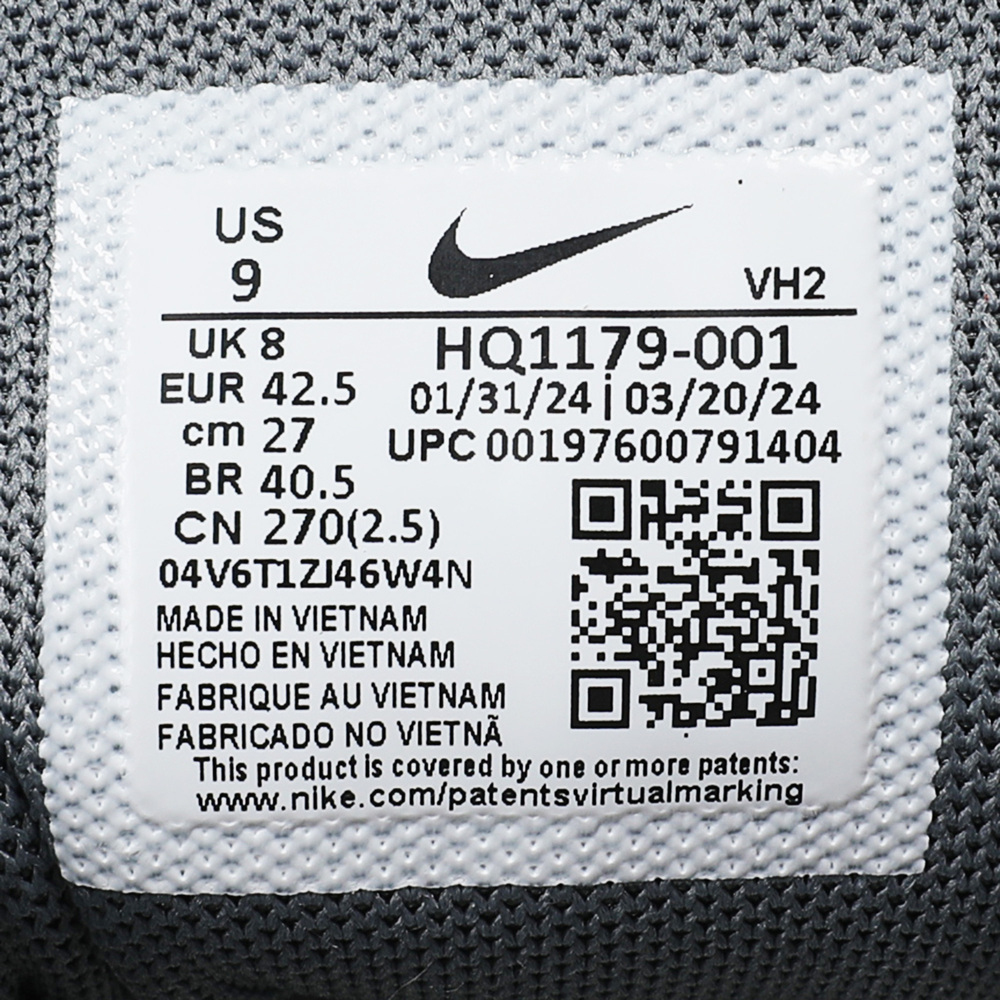 US
9
VH2
UK 8
EUR 42.5
cm 27
BR 40.5
CN 270(2.5)
HQ1179-001
01/31/24 | 03/20/24
UPC 00197600791404
04V6T1ZJ46W4N
MADE IN VIETNAM
HECHO EN VIETNAM
FABRIQUE AU VIETNAM
FABRICADO NO VIETNÃ
This product is covered by one or more patents:
www.nike.com/patentsvirtualmarking